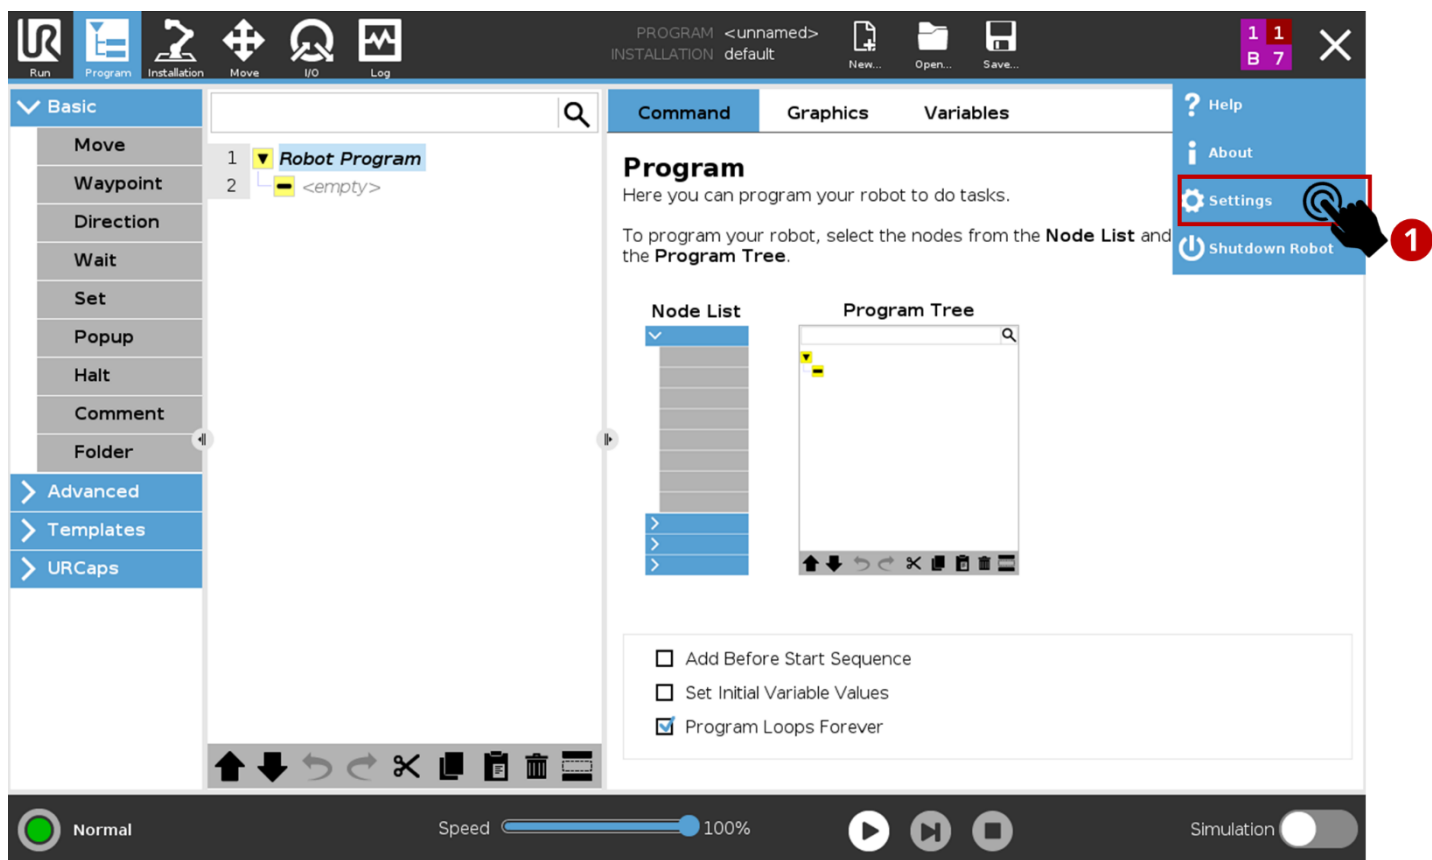 PROGRAM <unnamed>
INSTALLATION default
Run
Program
Installation
Move
I/O
Log
New...
Open...
Save...
1 1
B 7
Basic
Move
Waypoint
Direction
Wait
Set
Popup
Halt
Comment
Folder
Advanced
Templates
URCaps
1 Robot Program
2 <empty>
Command Graphics Variables
Program
Here you can program your robot to do tasks.
To program your robot, select the nodes from the Node List and
the Program Tree.
Node List
Program Tree
Add Before Start Sequence
Set Initial Variable Values
Program Loops Forever
? Help
About
Settings
Shutdown Robot
1
Normal
Speed 100%
Simulation